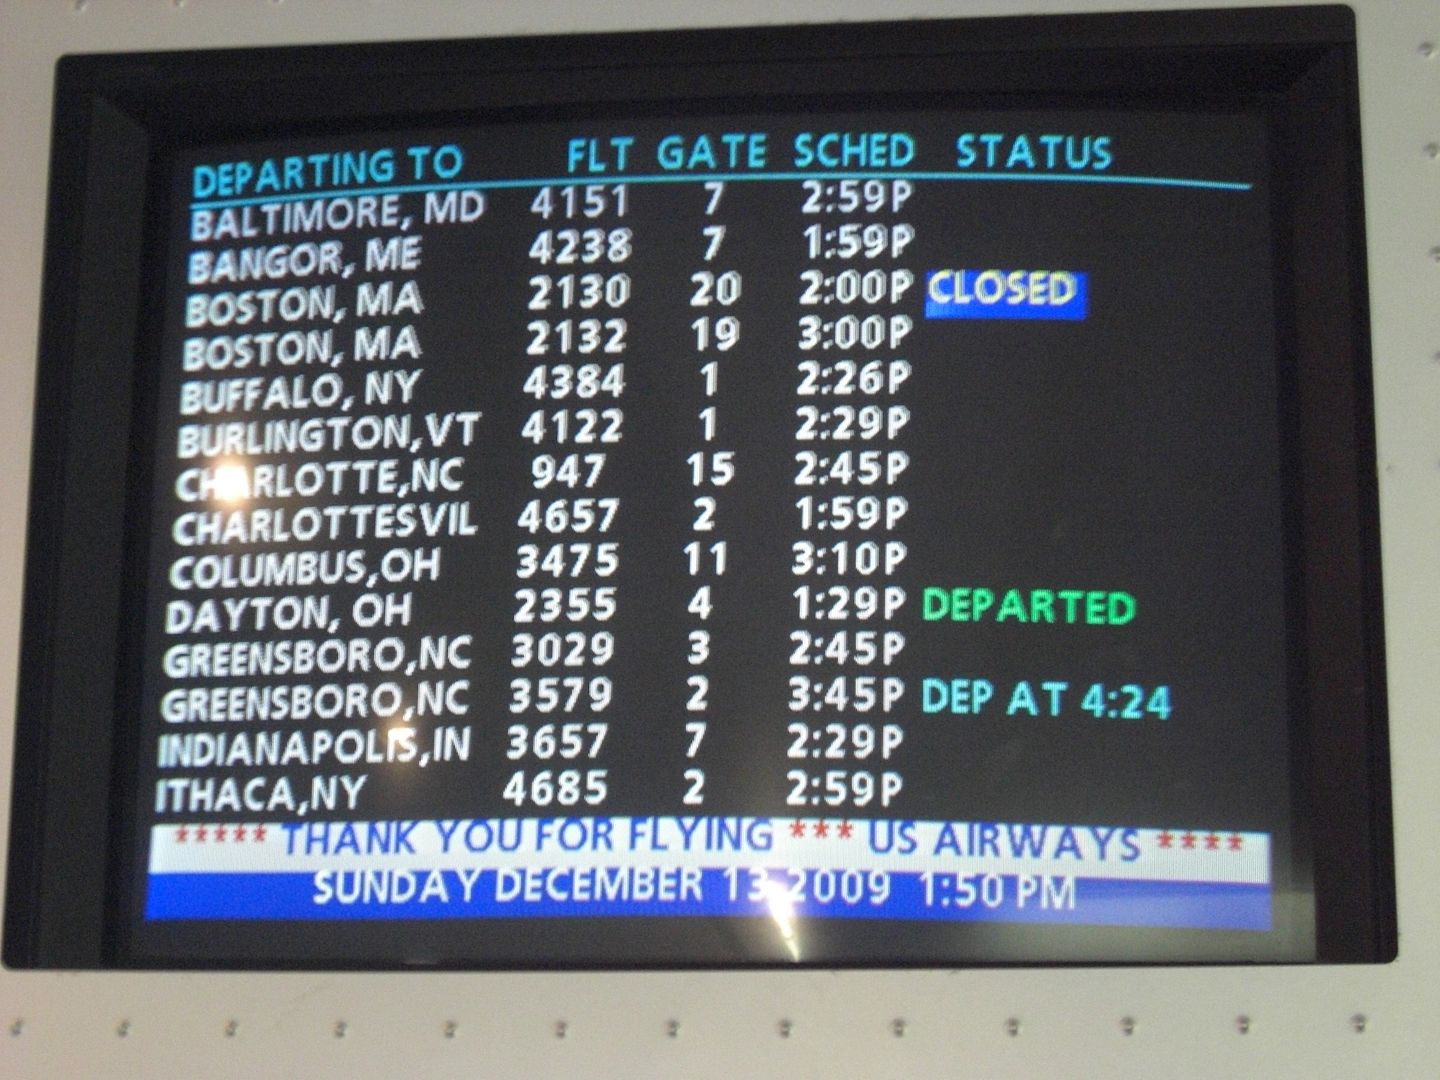 DEPARTING TO FLT GATE SCHED STATUS
BALTIMORE, MD 4151 7 2:59P
BANGOR, ME 4238 7 1:59P
BOSTON, MA 2130 20 2:00P CLOSED
BOSTON, MA 2132 19 3:00P
BUFFALO, NY 4384 1 2:26P
BURLINGTON,VT 4122 1 2:29P
CHARLOTTE,NC 947 15 2:45P
CHARLOTTESVIL 4657 2 1:59P
COLUMBUS,OH 3475 11 3:10P
DAYTON, OH 2355 4 1:29P DEPARTED
GREENSBORO,NC 3029 3 2:45P
GREENSBORO,NC 3579 2 3:45P DEP AT 4:24
INDIANAPOLIS,IN 3657 7 2:29P
ITHACA,NY 4685 2 2:59P
***** THANK YOU FOR FLYING *** US AIRWAYS ****
SUNDAY DECEMBER 13 2009 1:50 PM